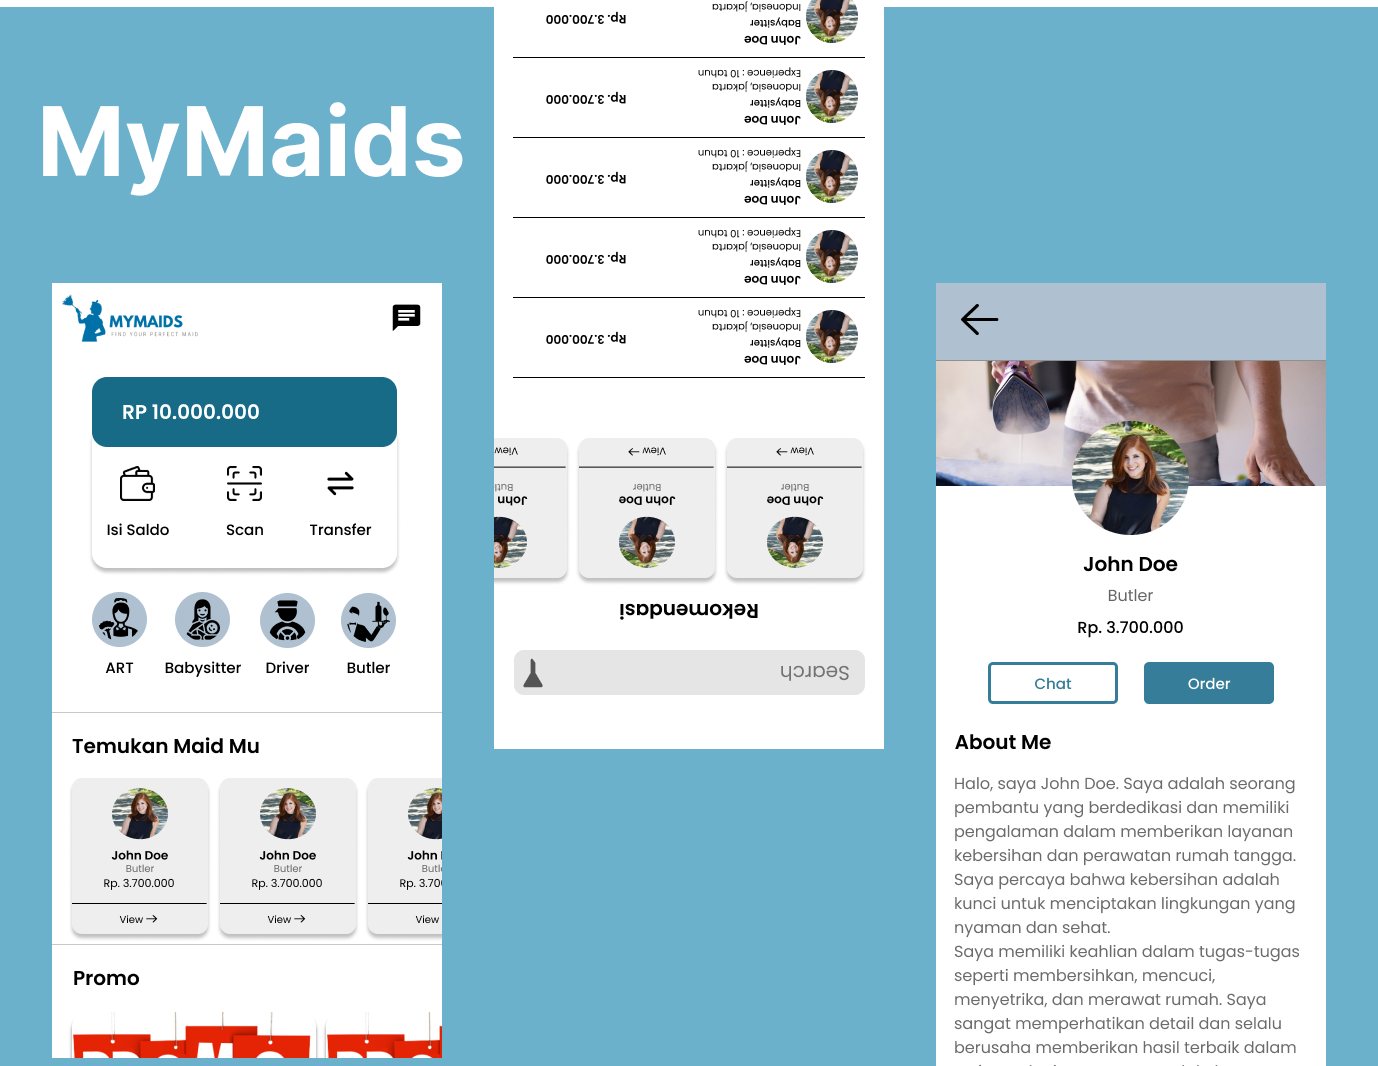 MyMaids
MYMAIDS
FIND YOUR PERFECT MAID
RP 10.000.000
Isi Saldo
Scan
Transfer
ART
Babysitter
Driver
Butler
Temukan Maid Mu
John Doe
Butler
Rp. 3.700.000
View
John Doe
Butler
Rp. 3.700.000
View
John
Butl
Rp. 3.70
View
Promo
PROMO
Search
Rekomendasi
John Doe
Butler
View
John Doe
Butler
View
John Doe
Butler
View
John Doe
Babysitter
Indonesia, jakarta
Experience : 10 tahun
Rp. 3.700.000
John Doe
Babysitter
Indonesia, jakarta
Experience : 10 tahun
Rp. 3.700.000
John Doe
Babysitter
Indonesia, jakarta
Experience : 10 tahun
Rp. 3.700.000
John Doe
Babysitter
Indonesia, jakarta
Experience : 10 tahun
Rp. 3.700.000
John Doe
Babysitter
Indonesia, jakarta
Rp. 3.700.000
John Doe
Butler
Rp. 3.700.000
Chat
Order
About Me
Halo, saya John Doe. Saya adalah seorang
pembantu yang berdedikasi dan memiliki
pengalaman dalam memberikan layanan
kebersihan dan perawatan rumah tangga.
Saya percaya bahwa kebersihan adalah
kunci untuk menciptakan lingkungan yang
nyaman dan sehat.
Saya memiliki keahlian dalam tugas-tugas
seperti membersihkan, mencuci,
menyetrika, dan merawat rumah. Saya
sangat memperhatikan detail dan selalu
berusaha memberikan hasil terbaik dalam